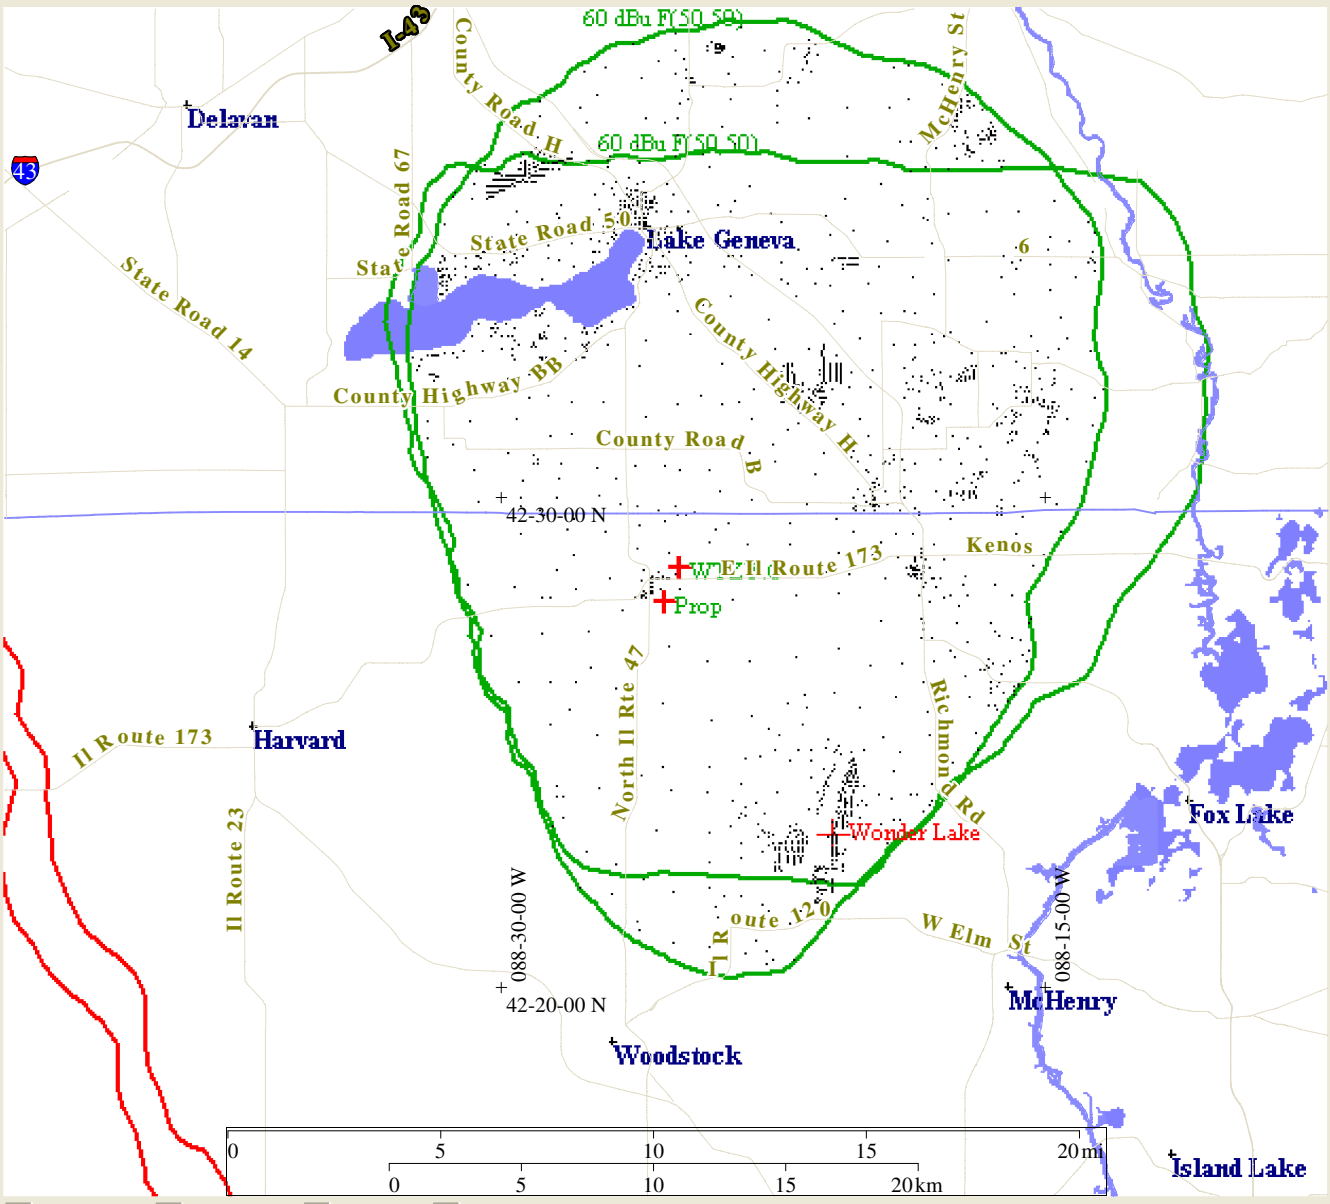 60 dBu F(50 50)
I-43
County Road H
McHenry St
Delavan
60 dBu F(50 50)
43
State Road 67
State Road 50
Lake Geneva
6
State
State Road 14
County Highway H
County Highway BB
County Road B
42-30-00 N
Kenos
E Il Route 173
Prop
North Il Rte 47
Richmond Rd
Il Route 173
Harvard
Il Route 23
Fox Lake
Wonder Lake
088-30-00 W
088-15-00 W
Il Route 120
W Elm St
42-20-00 N
McHenry
Woodstock
0 5 10 15 20 mi
0 5 10 15 20 km
Island Lake